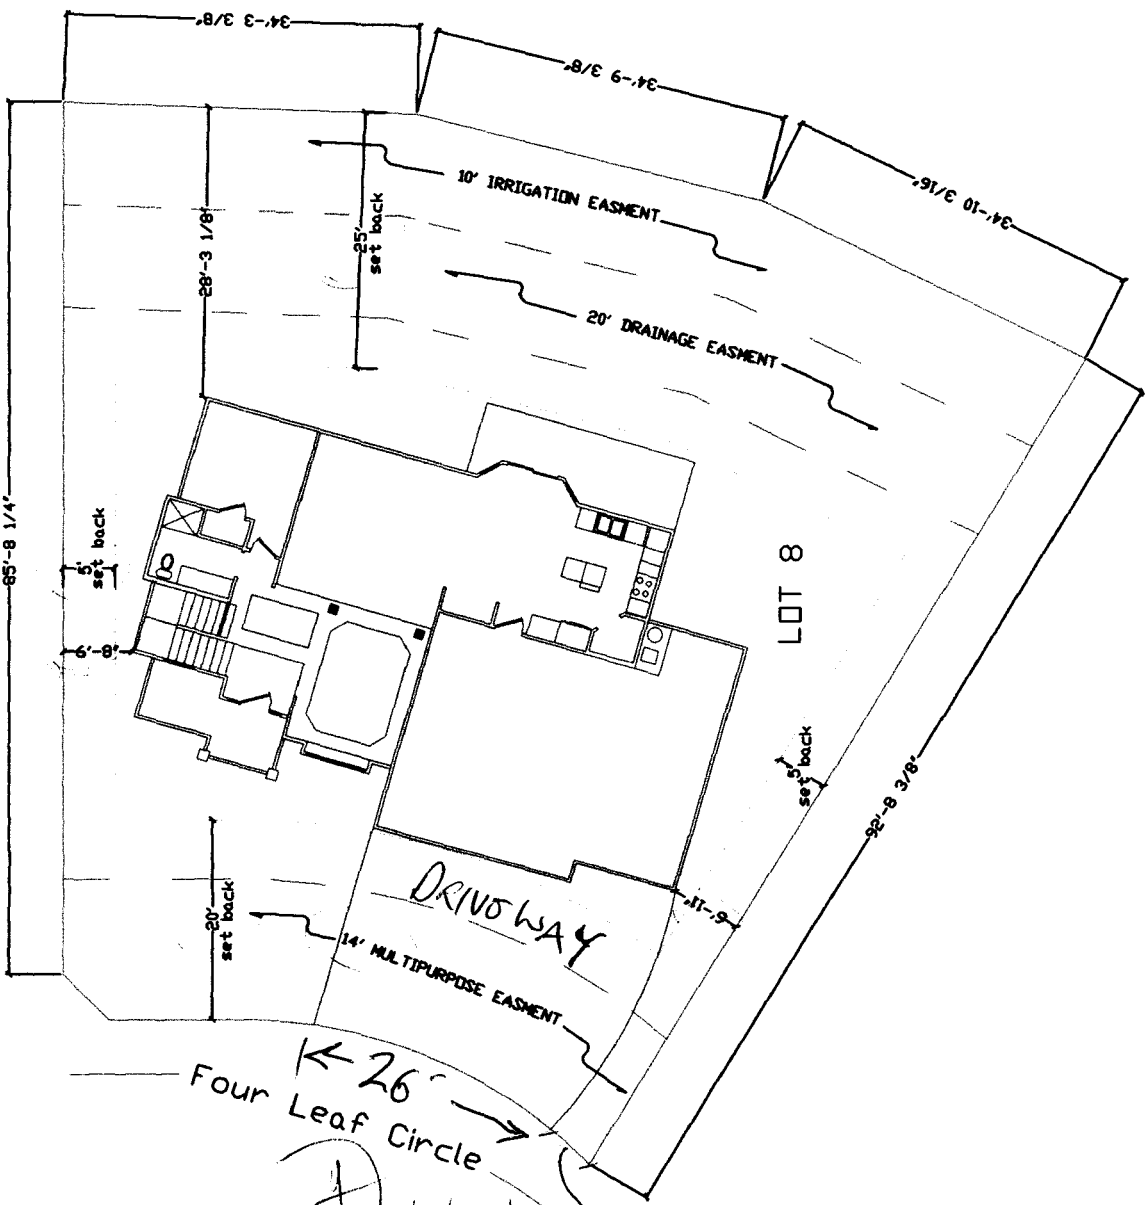 34'-3 3/8"
34'-9 3/8"
34'-10 3/16"
10' IRRIGATION EASMENT
25'
set back
28'-3 1/8"
20' DRAINAGE EASMENT
85'-8 1/4"
5'
set back
6'-8"
LOT 8
5'
set back
92'-8 3/8"
6'-11"
DRIVOWAY
20'
set back
14' MULTIPURPOSE EASMENT
26'
Four Leaf Circle